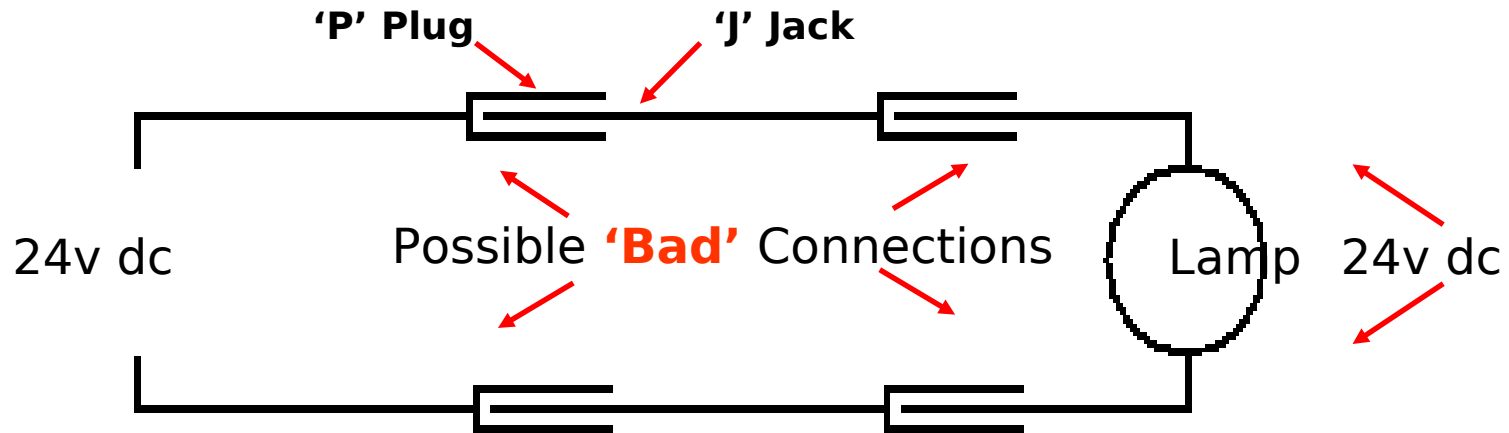 ‘P’ Plug ‘J’ Jack
24v dc Possible ‘Bad’ Connections Lamp 24v dc